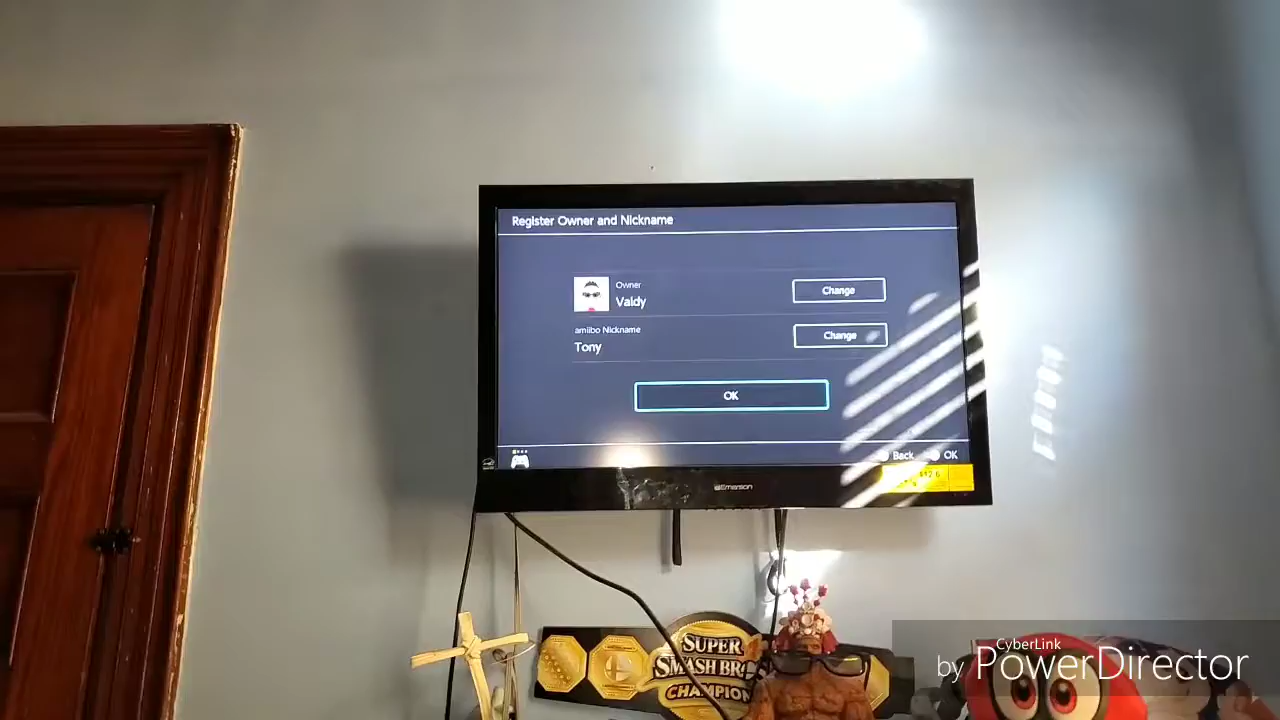 Register Owner and Nickname
Owner
Valdy
Change
amiibo Nickname
Tony
Change
OK
Back
OK
Emerson
SUPER
SMASH BRO
CHAMPION
CyberLink
by PowerDirector